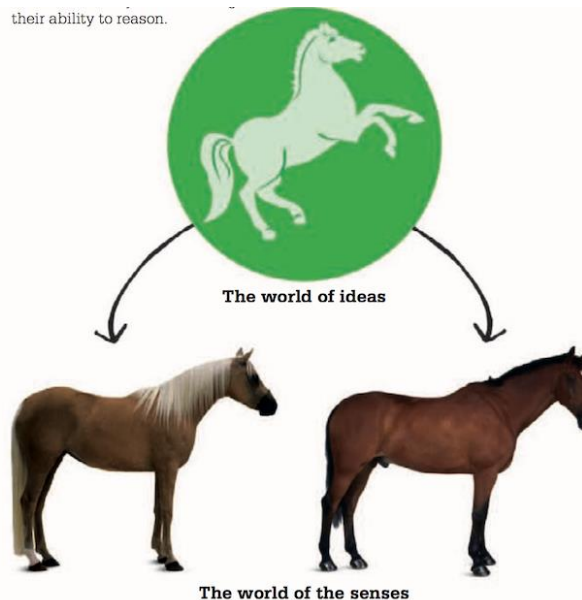 their ability to reason.
The world of ideas
The world of the senses